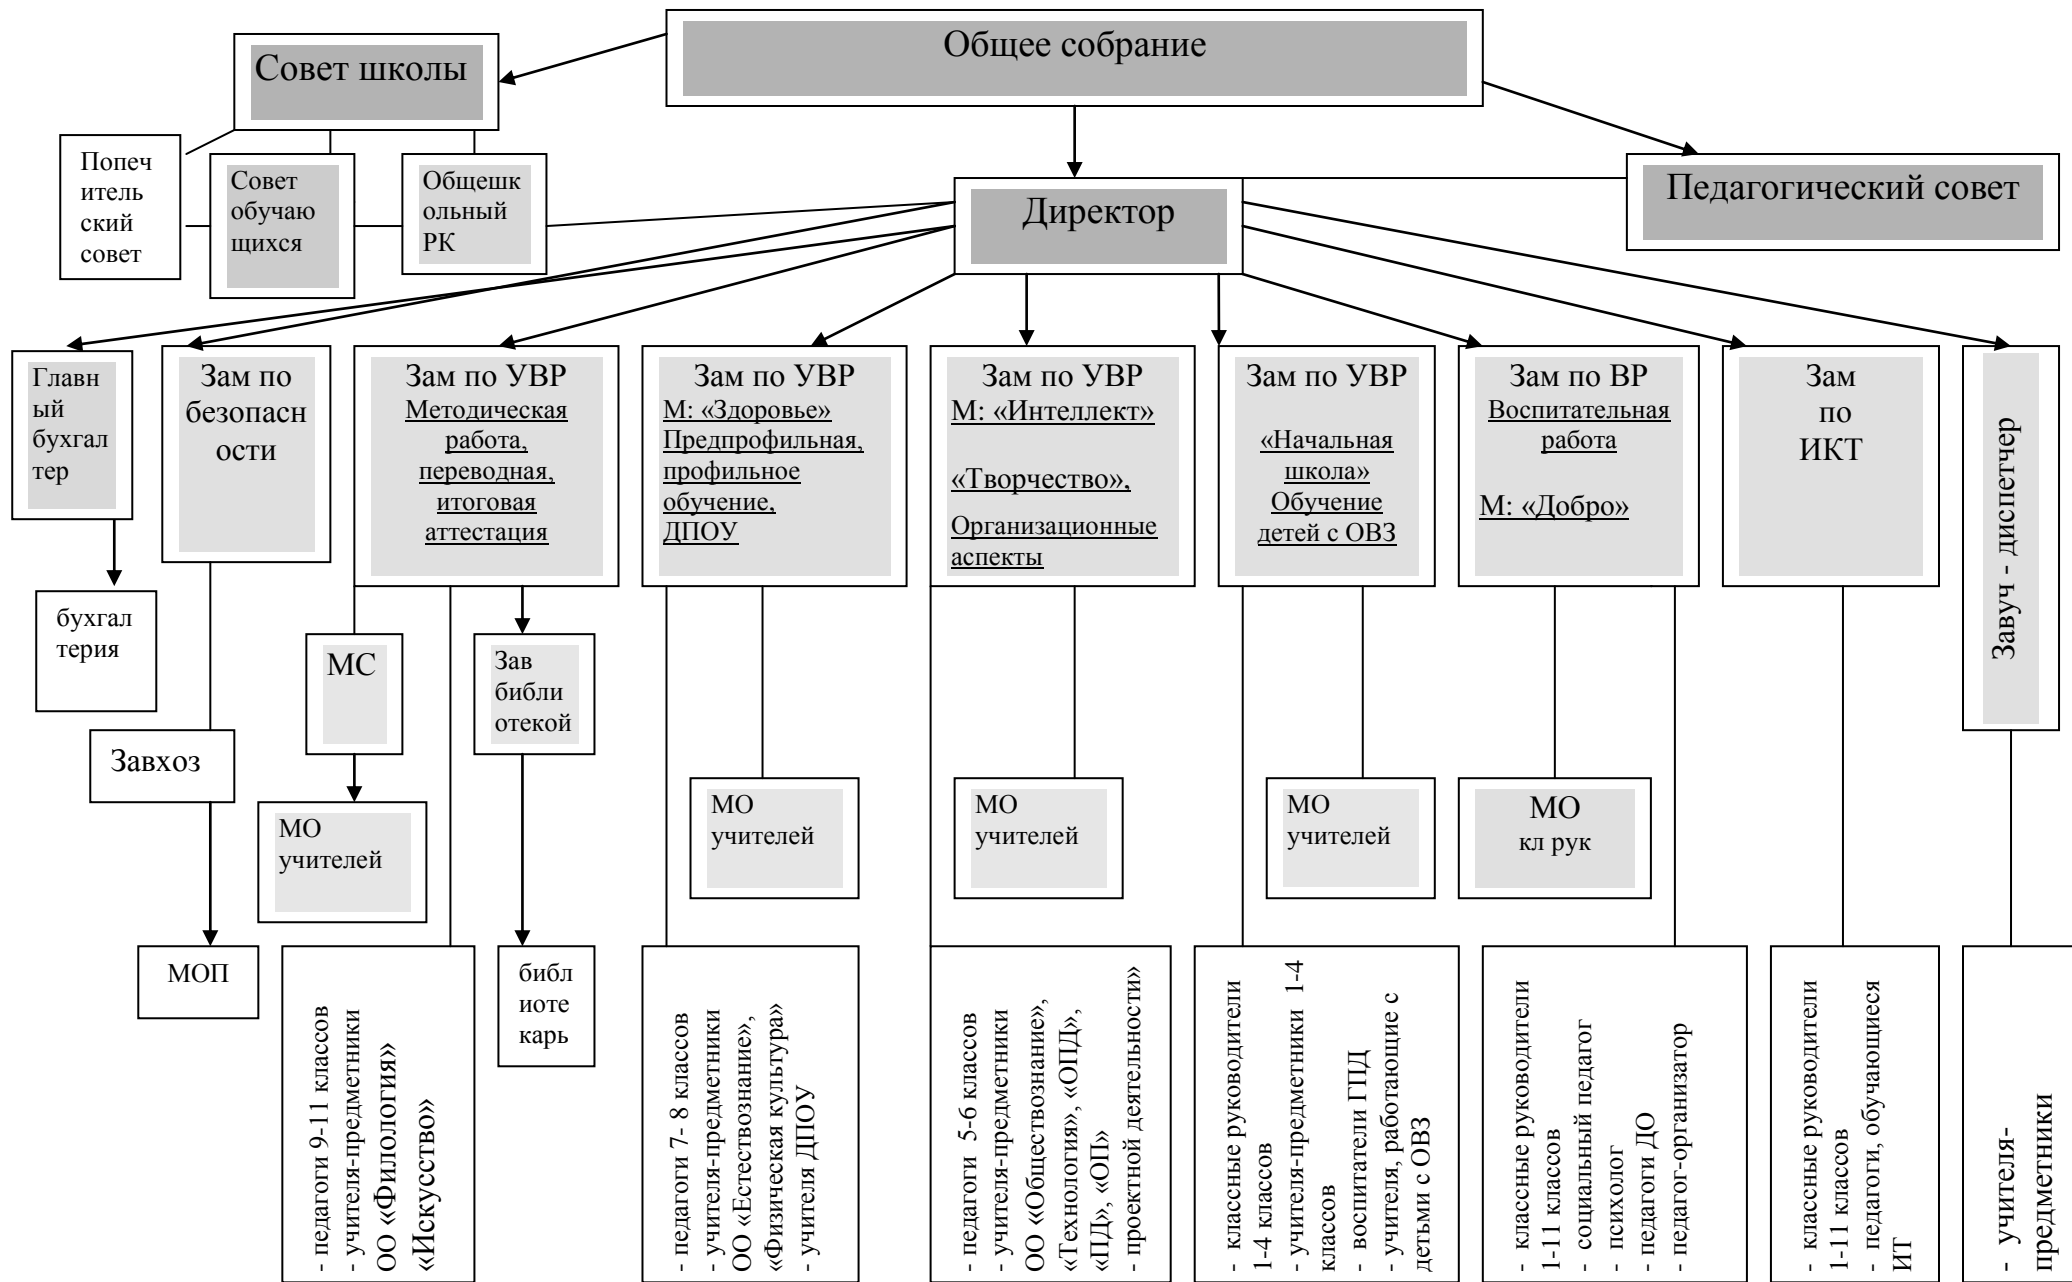 Общее собрание
Совет школы
Попеч
итель
ский
совет
Совет
обучаю
щихся
Общешк
ольный
РК
Директор
Педагогический совет
Главн
ый
бухгал
тер
Зам по
безопасн
ости
Зам по УВР
Методическая
работа,
переводная,
итоговая
аттестация
Зам по УВР
М: «Здоровье»
Предпрофильная,
профильное
обучение,
ДПОУ
Зам по УВР
М: «Интеллект»
«Творчество»,
Организационные
аспекты
Зам по УВР
«Начальная
школа»
Обучение
детей с ОВЗ
Зам по ВР
Воспитательная
работа
М: «Добро»
Зам
по
ИКТ
Завуч - диспетчер
бухгал
терия
МС
Зав
библи
отекой
Завхоз
МО
учителей
МО
учителей
МО
учителей
МО
учителей
МО
кл рук
МОП
- педагоги 9-11 классов
- учителя-предметники
ОО «Филология»
«Искусство»
библ
иоте
карь
- педагоги 7- 8 классов
- учителя-предметники
ОО «Естествознание»,
«Физическая культура»
- учителя ДПОУ
- педагоги 5-6 классов
- учителя-предметники
ОО «Обществознание»,
«Технология», «ОПД»,
«ПД», «ОП»
- проектной деятельности»
- классные руководители
1-4 классов
- учителя-предметники 1-4
классов
- воспитатели ГПД
- учителя, работающие с
детьми с ОВЗ
- классные руководители
1-11 классов
- социальный педагог
- психолог
- педагоги ДО
- педагог-организатор
- классные руководители
1-11 классов
- педагоги, обучающиеся
ИТ
- учителя-
предметники